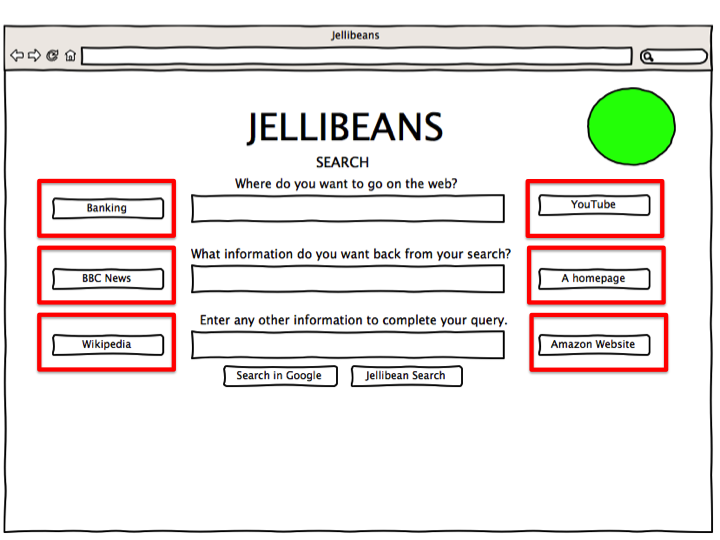 Jellibeans
JELLIBEANS
SEARCH
Where do you want to go on the web?
Banking
YouTube
What information do you want back from your search?
BBC News
A homepage
Enter any other information to complete your query.
Wikipedia
Amazon Website
Search in Google
Jellibean Search